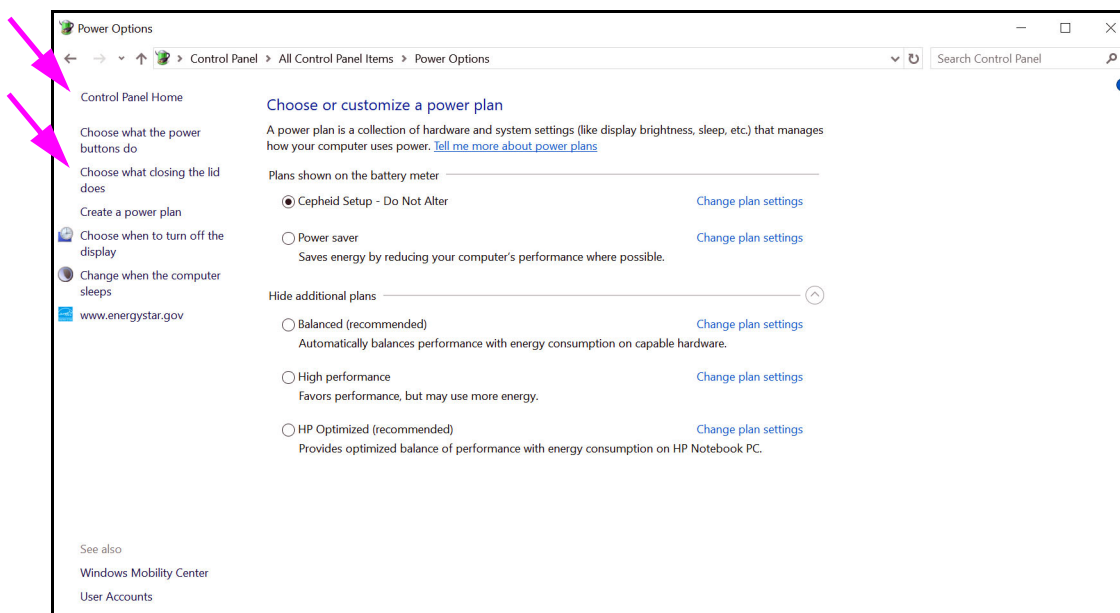 Power Options
Control Panel > All Control Panel Items > Power Options
Search Control Panel
Control Panel Home
Choose what the power
buttons do
Choose what closing the lid
does
Create a power plan
Choose when to turn off the
display
Change when the computer
sleeps
www.energystar.gov
Choose or customize a power plan
A power plan is a collection of hardware and system settings (like display brightness, sleep, etc.) that manages
how your computer uses power. Tell me more about power plans
Plans shown on the battery meter
Cepheid Setup - Do Not Alter Change plan settings
Power saver Change plan settings
Saves energy by reducing your computer's performance where possible.
Hide additional plans
Balanced (recommended) Change plan settings
Automatically balances performance with energy consumption on capable hardware.
High performance Change plan settings
Favors performance, but may use more energy.
HP Optimized (recommended) Change plan settings
Provides optimized balance of performance with energy consumption on HP Notebook PC.
See also
Windows Mobility Center
User Accounts